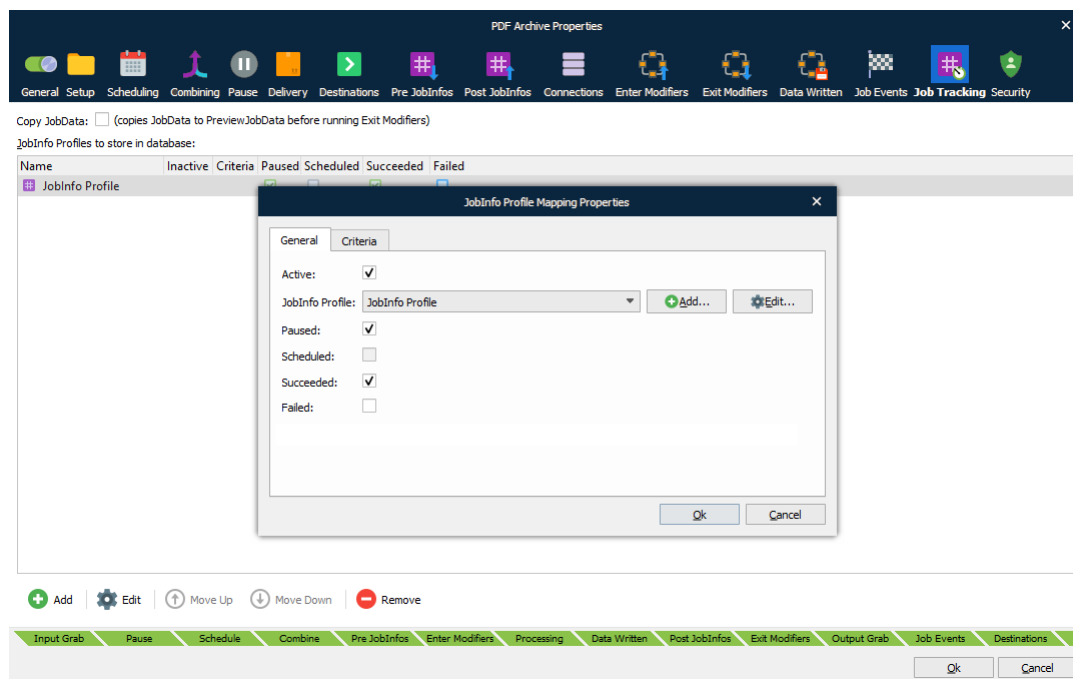 PDF Archive Properties
General Setup Scheduling Combining Pause Delivery Destinations Pre JobInfos Post JobInfos Connections Enter Modifiers Exit Modifiers Data Written Job Events Job Tracking Security
Copy JobData: (copies JobData to PreviewJobData before running Exit Modifiers)
JobInfo Profiles to store in database:
Name Inactive Criteria Paused Scheduled Succeeded Failed
JobInfo Profile
JobInfo Profile Mapping Properties
General Criteria
Active:
JobInfo Profile: JobInfo Profile Add... Edit...
Paused:
Scheduled:
Succeeded:
Failed:
Ok Cancel
Add Edit Move Up Move Down Remove
Input Grab Pause Schedule Combine Pre JobInfos Enter Modifiers Processing Data Written Post JobInfos Exit Modifiers Output Grab Job Events Destinations
Ok Cancel